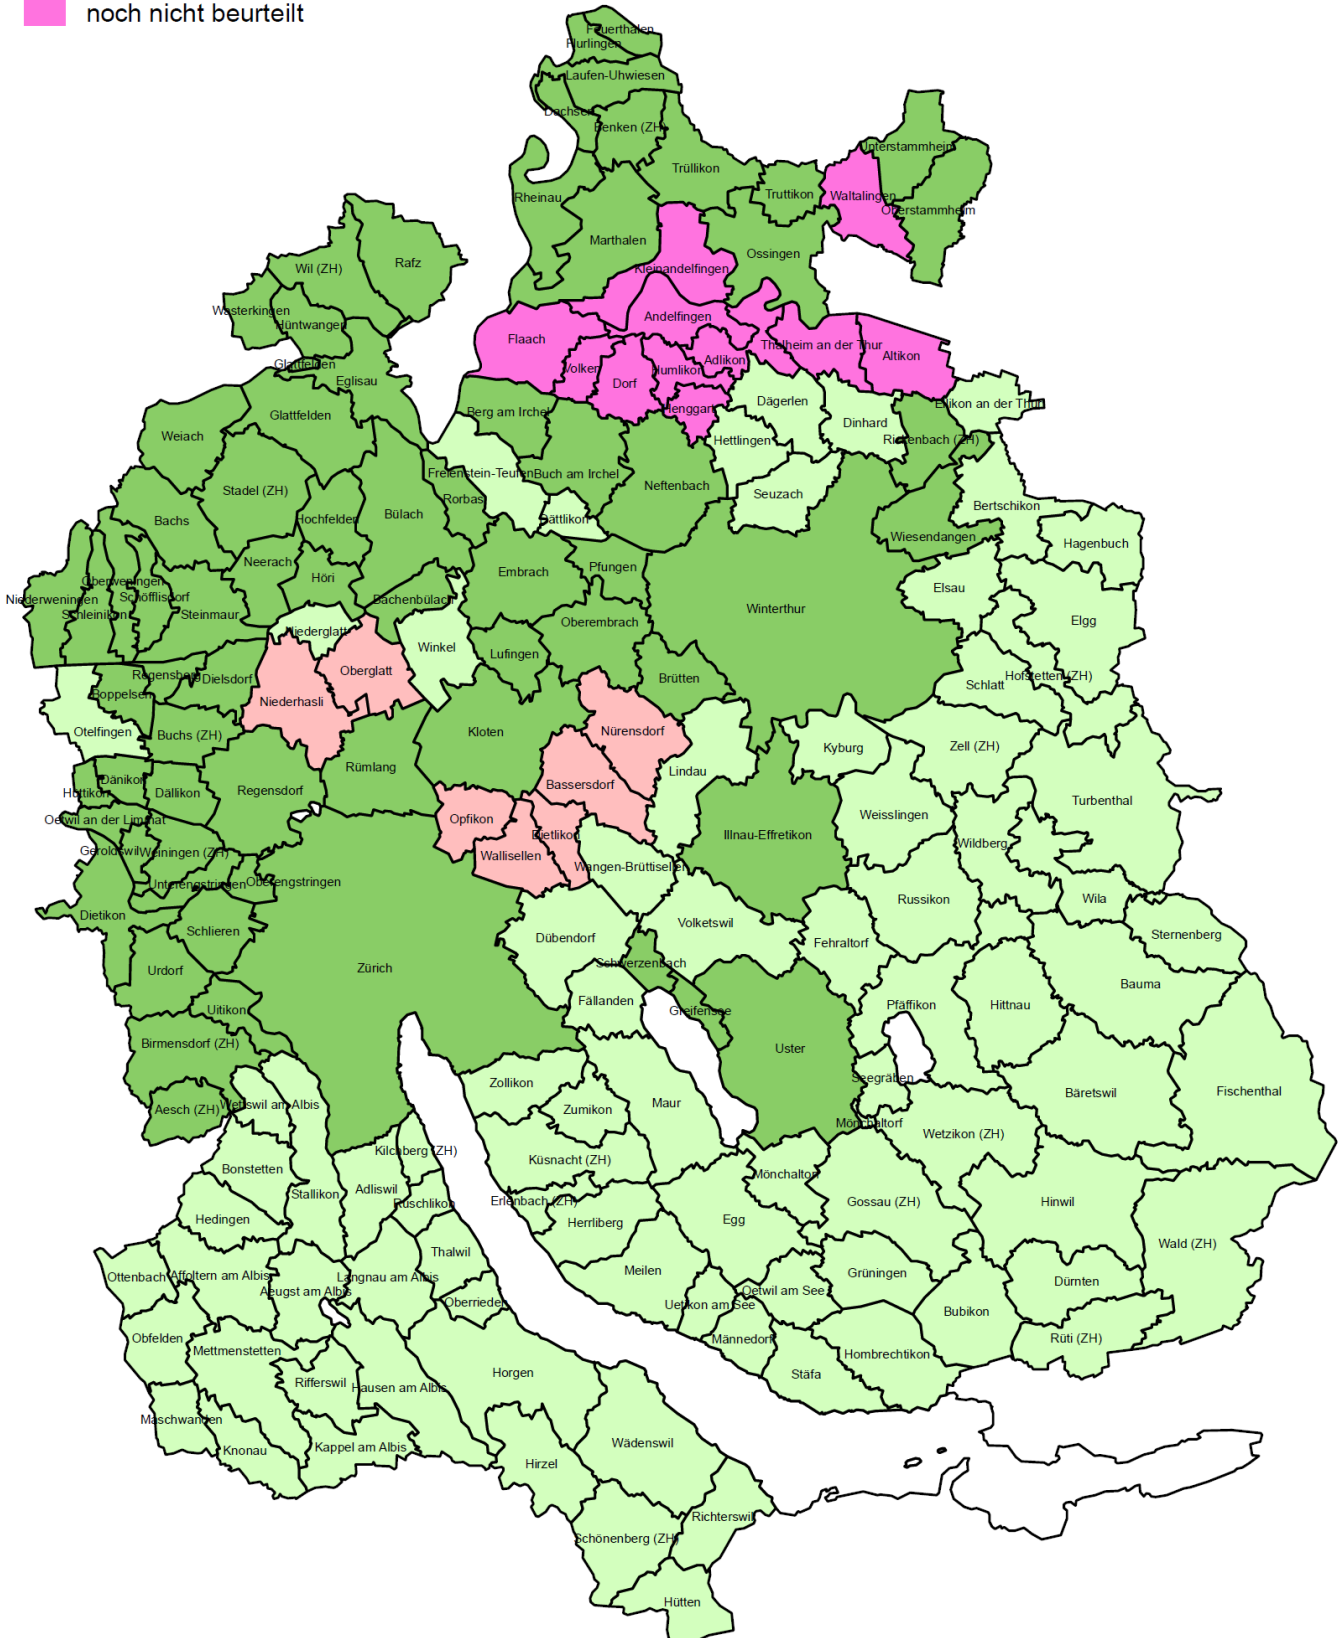 noch nicht beurteilt
Feuerthalen
Flurlingen
Laufen-Uhwiesen
Dachsen
Benken (ZH)
Unterstammheim
Trüllikon
Rheinau
Truttikon
Waltalingen
Oberstammheim
Marthalen
Ossingen
Rafz
Wil (ZH)
Kleinandelfingen
Wasterkingen
Hüntwangen
Andelfingen
Flaach
Thalheim an der Thur
Altikon
Adlikon
Glattfelden
Volken
Humlikon
Eglisau
Dorf
Dägerlen
Ellikon an der Thur
Henggart
Berg am Irchel
Glattfelden
Dinhard
Weiach
Hettlingen
Rickenbach (ZH)
Freienstein-Teufen
Buch am Irchel
Neftenbach
Stadel (ZH)
Seuzach
Rorbas
Bertschikon
Bülach
Hochfelden
Dättlikon
Bachs
Wiesendangen
Hagenbuch
Neerach
Pfungen
Embrach
Höri
Oberweningen
Elsau
Schöfflisdorf
Niederweningen
Bachenbülach
Winterthur
Schleinikon
Steinmaur
Oberembrach
Elgg
Niederglatt
Winkel
Lufingen
Oberglatt
Regensberg
Dielsdorf
Brütten
Hofstetten (ZH)
Schlatt
Boppelsen
Niederhasli
Otelfingen
Buchs (ZH)
Kloten
Nürensdorf
Kyburg
Zell (ZH)
Rümlang
Lindau
Dänikon
Hüttikon
Dällikon
Regensdorf
Bassersdorf
Turbenthal
Oetwil an der Limmat
Opfikon
Weisslingen
Dietlikon
Illnau-Effretikon
Wildberg
Geroldswil
Weiningen (ZH)
Wallisellen
Wangen-Brüttisellen
Unterengstringen
Oberengstringen
Russikon
Wila
Dietikon
Volketswil
Schlieren
Sternenberg
Dübendorf
Fehraltorf
Zürich
Schwerzenbach
Urdorf
Bauma
Fällanden
Pfäffikon
Hittnau
Uitikon
Greifensee
Birmensdorf (ZH)
Uster
Seegräben
Zollikon
Bäretswil
Fischenthal
Wettswil am Albis
Aesch (ZH)
Zumikon
Maur
Mönchaltorf
Wetzikon (ZH)
Kilchberg (ZH)
Küsnacht (ZH)
Bonstetten
Mönchaltorf
Adliswil
Stallikon
Rüschlikon
Erlenbach (ZH)
Gossau (ZH)
Hinwil
Hedingen
Herrliberg
Egg
Wald (ZH)
Thalwil
Meilen
Grüningen
Ottenbach
Affoltern am Albis
Langnau am Albis
Dürnten
Aeugst am Albis
Oetwil am See
Oberrieden
Uetikon am See
Bubikon
Obfelden
Männedorf
Rüti (ZH)
Mettmenstetten
Hombrechtikon
Horgen
Stäfa
Rifferswil
Hausen am Albis
Maschwanden
Wädenswil
Knonau
Kappel am Albis
Hirzel
Richterswil
Schönenberg (ZH)
Hütten